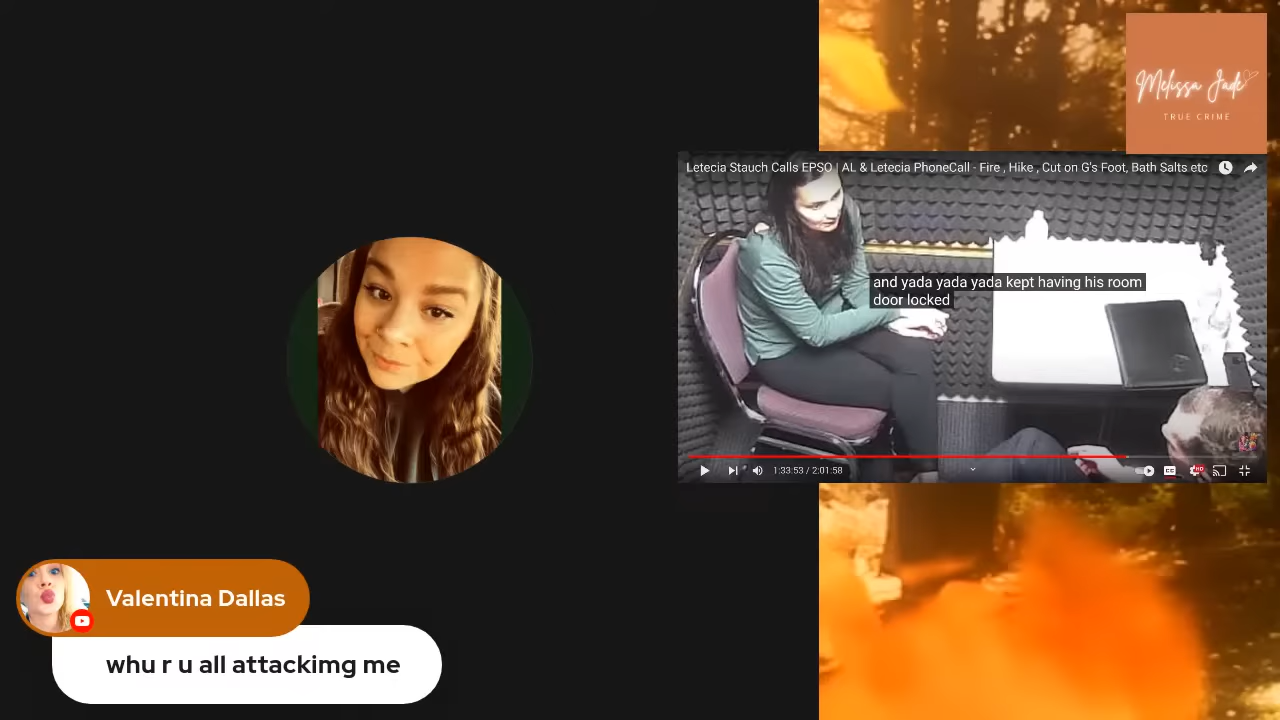 Melissa Jade
TRUE CRIME
Letecia Stauch Calls EPSO | AL & Letecia PhoneCall - Fire , Hike , Cut on G's Foot, Bath Salts etc
and yada yada yada kept having his room
door locked
1:33:53 / 2:01:58
CC
HD
Valentina Dallas
whu r u all attackimg me